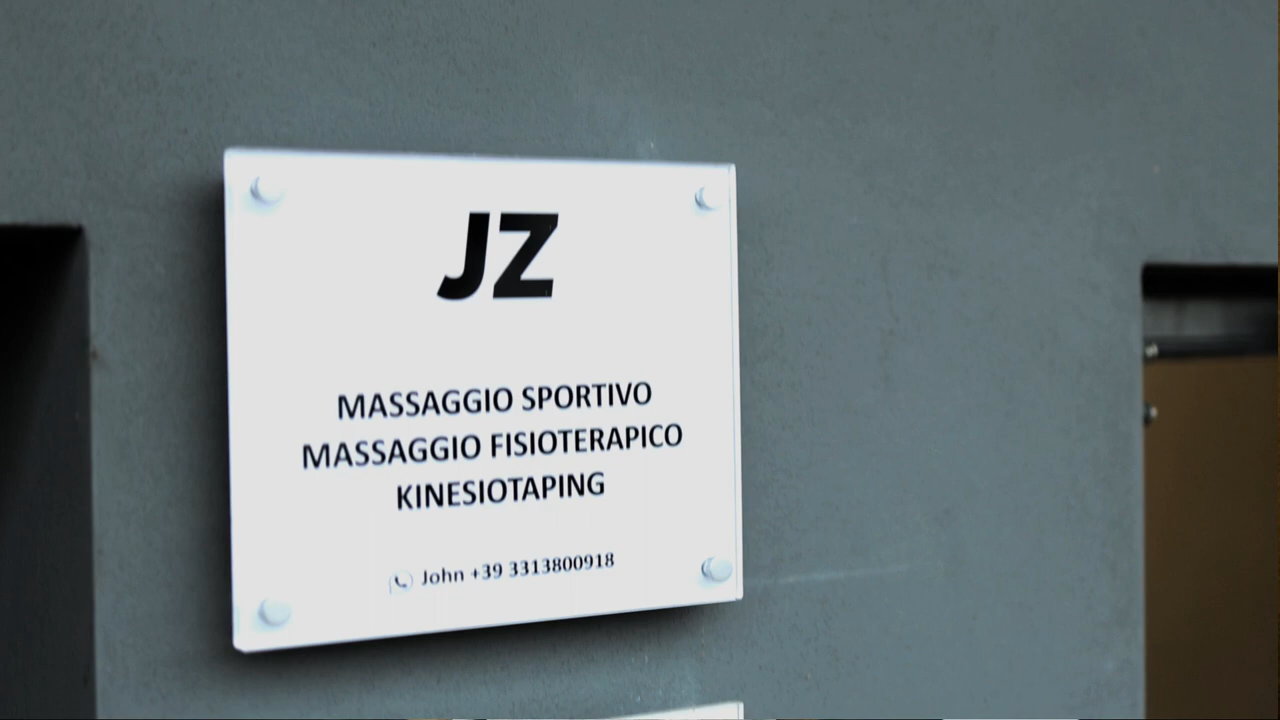 JZ
MASSAGGIO SPORTIVO
MASSAGGIO FISIOTERAPICO
KINESIOTAPING
John +39 3313800918